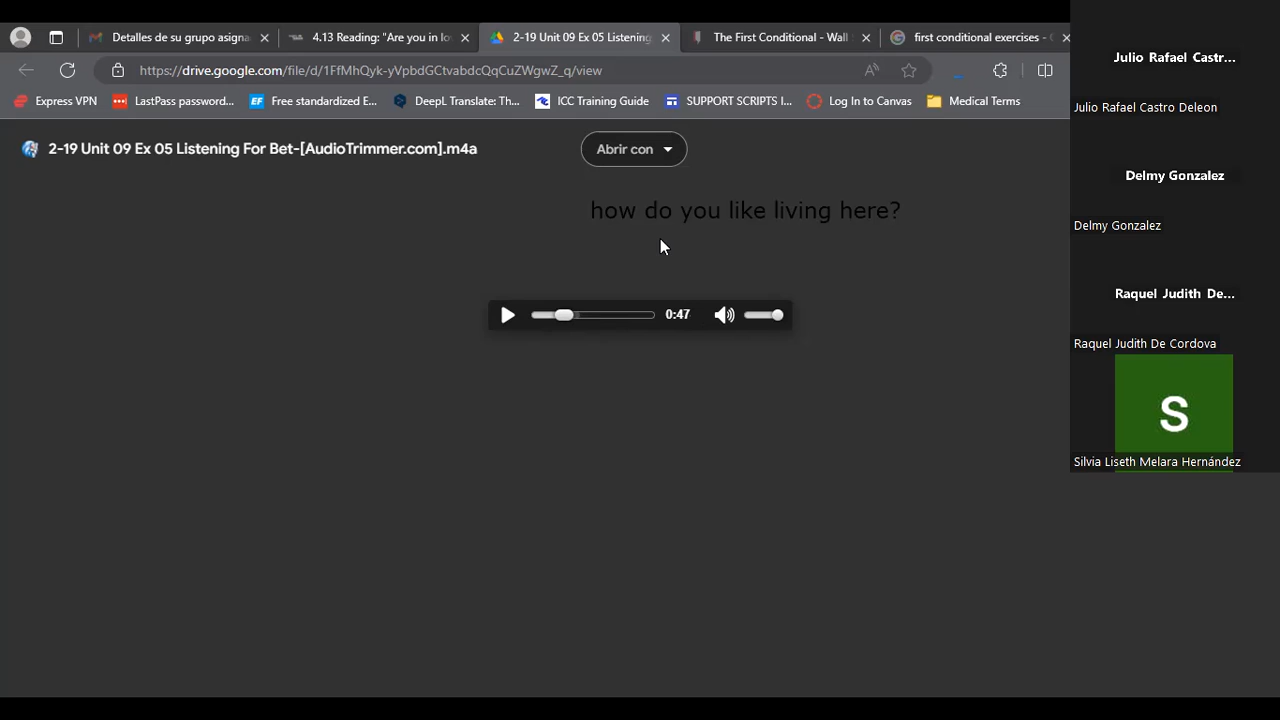 Detalles de su grupo asigna
4.13 Reading: "Are you in lo
2-19 Unit 09 Ex 05 Listening
The First Conditional - Wall
first conditional exercises - G
https://drive.google.com/file/d/1FfMhQyk-yVpbdGCtvabdcQqCuZWgwZ_q/view
Express VPN
LastPass password...
EF Free standardized E...
DeepL Translate: Th...
ICC Training Guide
SUPPORT SCRIPTS I...
Log In to Canvas
Medical Terms
2-19 Unit 09 Ex 05 Listening For Bet-[AudioTrimmer.com].m4a
Abrir con
how do you like living here?
0:47
Julio Rafael Castr...
Julio Rafael Castro Deleon
Delmy Gonzalez
Delmy Gonzalez
Raquel Judith De...
Raquel Judith De Cordova
S
Silvia Liseth Melara Hernández